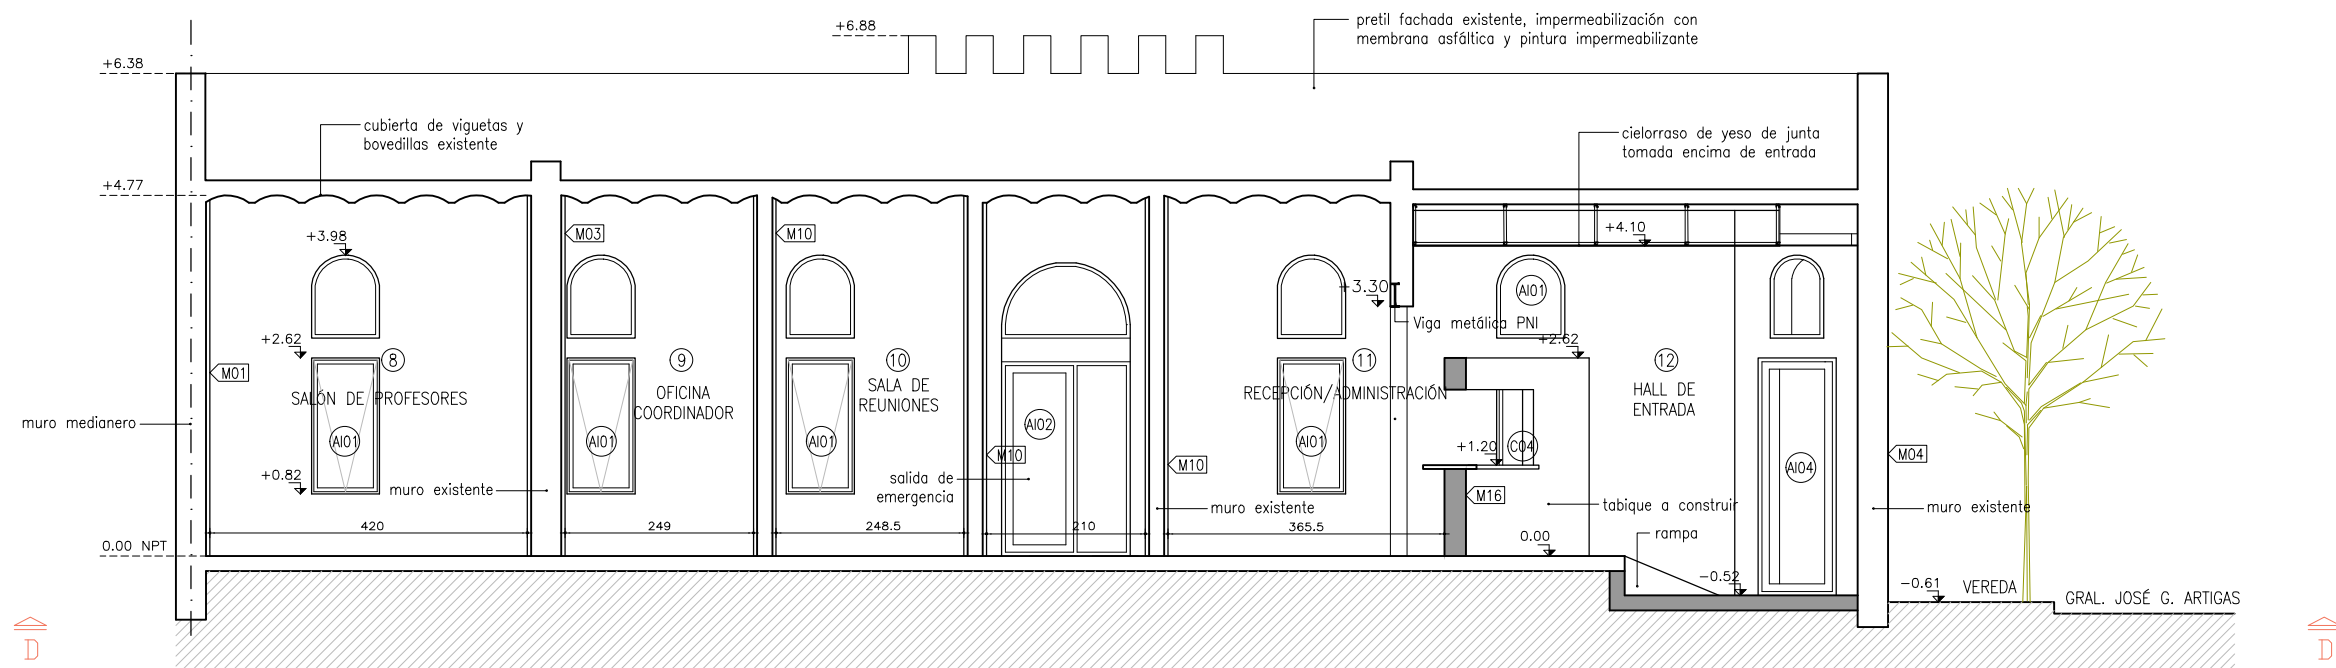 +6.88
pretil fachada existente, impermeabilización con
membrana asfáltica y pintura impermeabilizante
+6.38
cubierta de viguetas y
bovedillas existente
cielorraso de yeso de junta
tomada encima de entrada
+4.77
+3.98
M03
M10
+4.10
+3.30
AI01
Viga metálica PNI
+2.62
+2.62
8
SALÓN DE PROFESORES
9
OFICINA
COORDINADOR
10
SALA DE
REUNIONES
11
RECEPCIÓN/ADMINISTRACIÓN
12
HALL DE
ENTRADA
M01
muro medianero
AI01
AI01
AI01
AI02
AI01
+1.20
C04
AI04
M10
M10
M04
+0.82
muro existente
salida de
emergencia
muro existente
M16
tabique a construir
muro existente
420
249
248.5
210
365.5
rampa
0.00 NPT
0.00
-0.52
-0.61
VEREDA
GRAL. JOSÉ G. ARTIGAS
D
D